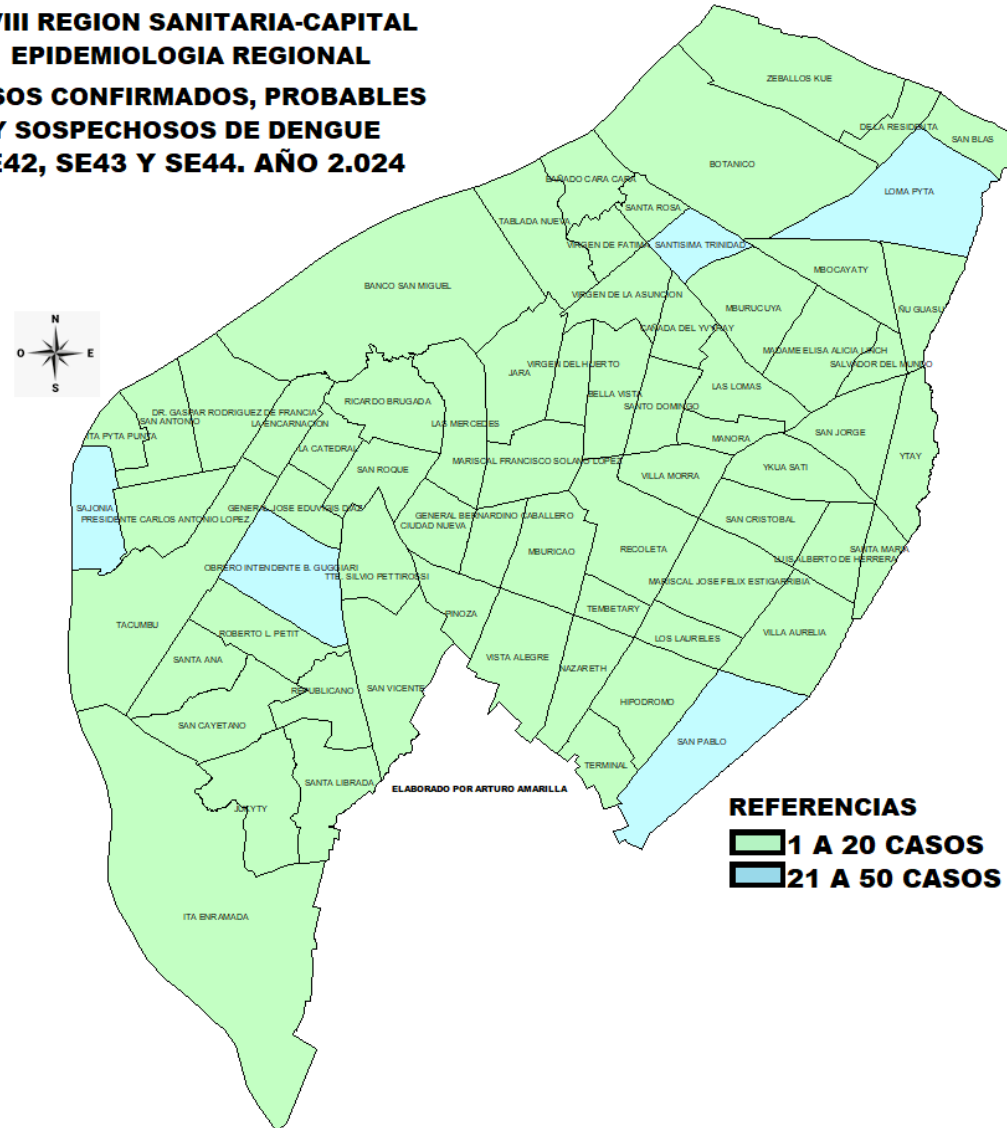 VIII REGION SANITARIA-CAPITAL
EPIDEMIOLOGIA REGIONAL
SOS CONFIRMADOS, PROBABLES
Y SOSPECHOSOS DE DENGUE
E42, SE43 Y SE44. AÑO 2.024
ZEBALLOS KUE
DE LA RESIDENTA
SAN BLAS
BOTANICO
LOMA PYTA
BAÑADO CARA CARA
SANTA ROSA
TABLADA NUEVA
VIRGEN DE FATIMA
SANTISIMA TRINIDAD
MBOCAYATY
BANCO SAN MIGUEL
VIRGEN DE LA ASUNCION
MBURUCUYA
ÑU GUASU
N
O
E
S
CAÑADA DEL YVYRAY
MADAME ELISA ALICIA LINCH
SALVADOR DEL MUNDO
JARA
VIRGEN DEL HUERTO
BELLA VISTA
LAS LOMAS
RICARDO BRUGADA
SANTO DOMINGO
DR. GASPAR RODRIGUEZ DE FRANCIA
SAN ANTONIO
LA ENCARNACION
LAS MERCEDES
ITA PYTA PUNTA
SAN JORGE
MANORA
LA CATEDRAL
YTAY
MARISCAL FRANCISCO SOLANO LOPEZ
SAN ROQUE
YKUA SATI
VILLA MORRA
SAJONIA
GENERAL JOSE EDUVIGIS DIAZ
PRESIDENTE CARLOS ANTONIO LOPEZ
GENERAL BERNARDINO CABALLERO
CIUDAD NUEVA
SAN CRISTOBAL
MBURICAO
RECOLETA
SANTA MARIA
LUIS ALBERTO DE HERRERA
OBRERO INTENDENTE B. GUGGIARI
TTE. SILVIO PETTIROSSI
MARISCAL JOSE FELIX ESTIGARRIBIA
TEMBETARY
PINOZA
TACUMBU
ROBERTO L. PETIT
LOS LAURELES
VILLA AURELIA
SANTA ANA
VISTA ALEGRE
NAZARETH
REPUBLICANO
SAN VICENTE
HIPODROMO
SAN CAYETANO
SAN PABLO
TERMINAL
SANTA LIBRADA
ELABORADO POR ARTURO AMARILLA
JUKYTY
REFERENCIAS
1 A 20 CASOS
21 A 50 CASOS
ITA ENRAMADA